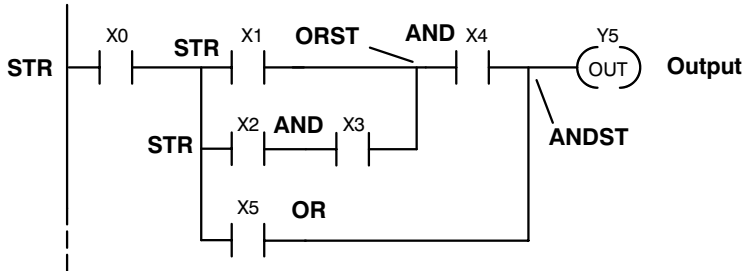 X0 STR X1 ORST AND X4 Y5
STR OUT Output
X2 AND X3
STR ANDST
X5 OR